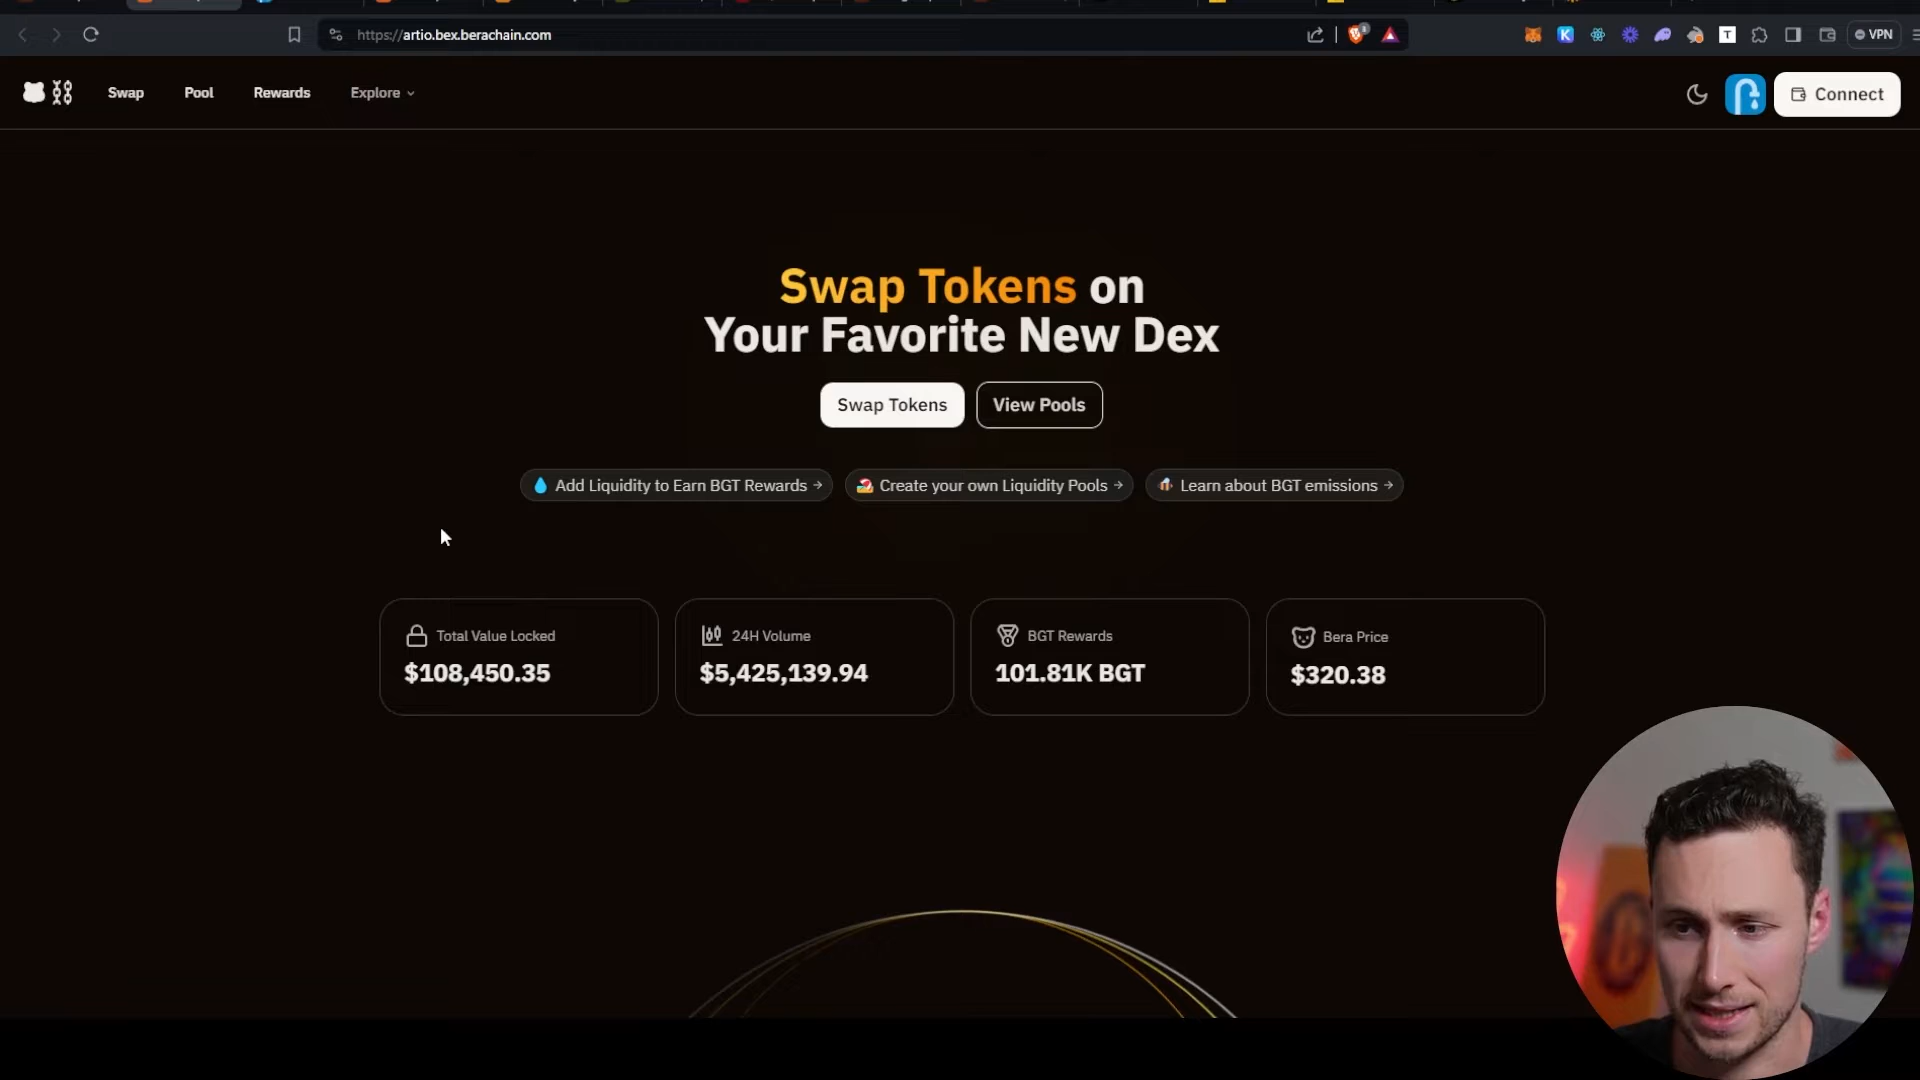 https://artio.bex.berachain.com
VPN
Swap
Pool
Rewards
Explore
Connect
Swap Tokens on
Your Favorite New Dex
Swap Tokens
View Pools
Add Liquidity to Earn BGT Rewards →
Create your own Liquidity Pools →
Learn about BGT emissions →
Total Value Locked
$108,450.35
24H Volume
$5,425,139.94
BGT Rewards
101.81K BGT
Bera Price
$320.38